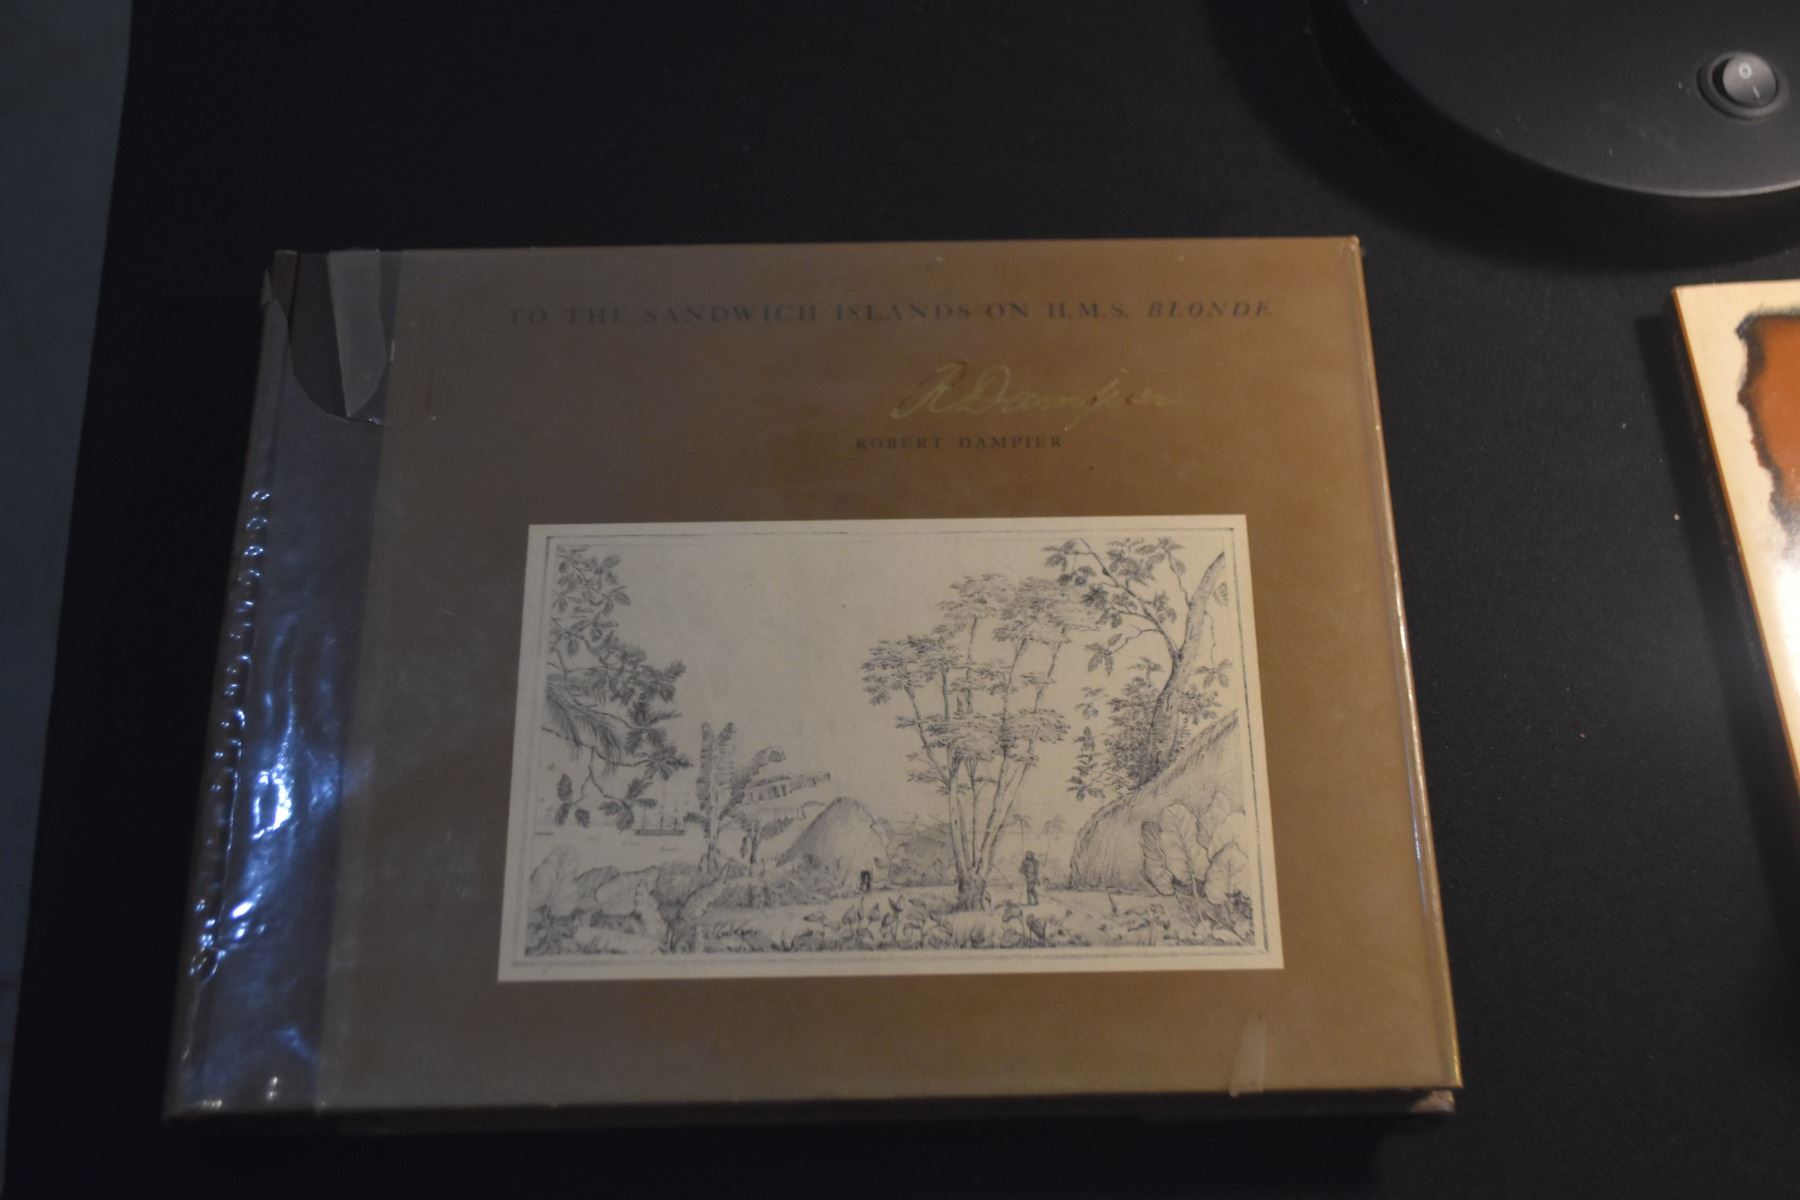 TO THE SANDWICH ISLANDS ON H.M.S. BLONDE
R Dampier
ROBERT DAMPIER